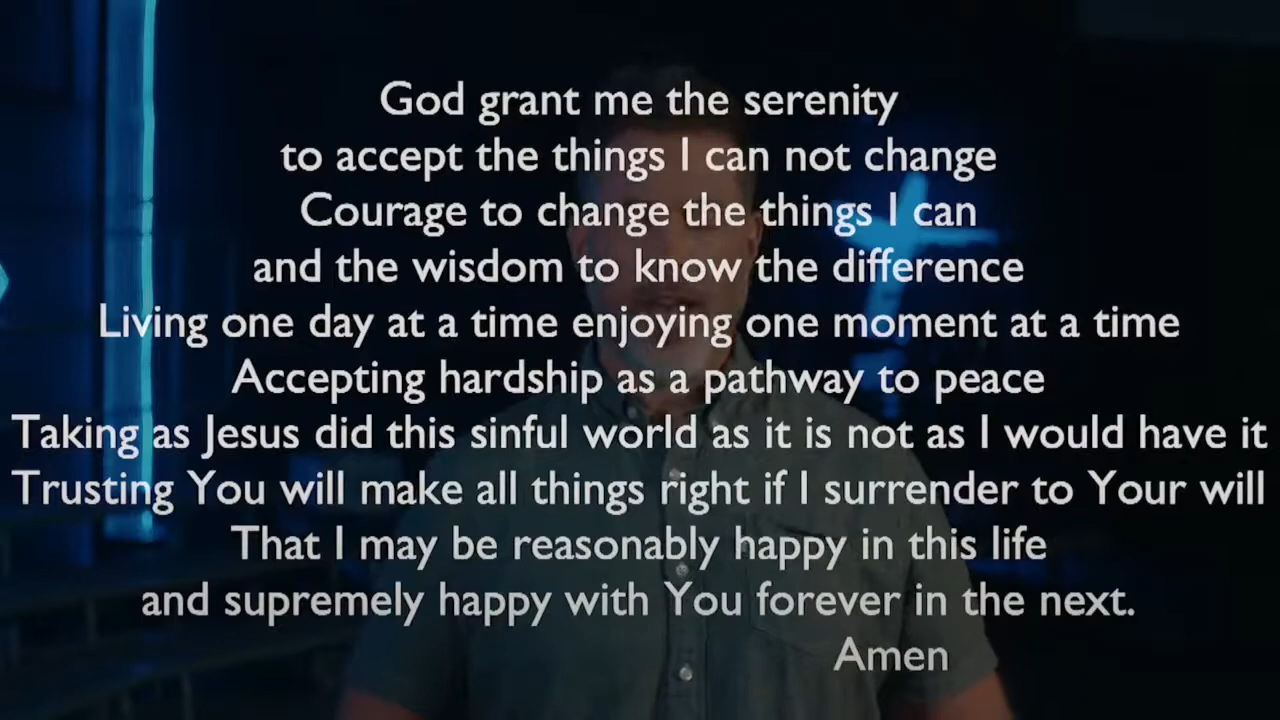 God grant me the serenity
to accept the things I can not change
Courage to change the things I can
and the wisdom to know the difference
Living one day at a time enjoying one moment at a time
Accepting hardship as a pathway to peace
Taking as Jesus did this sinful world as it is not as I would have it
Trusting You will make all things right if I surrender to Your will
That I may be reasonably happy in this life
and supremely happy with You forever in the next.
Amen